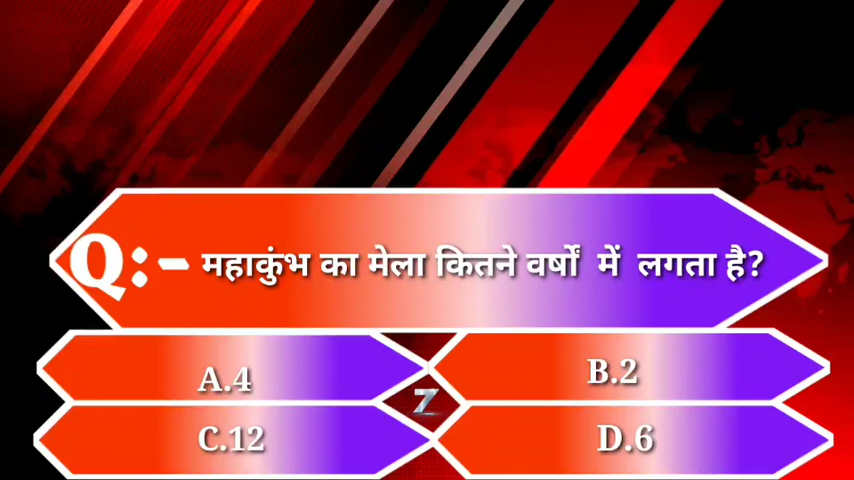 Q:- महाकुंभ का मेला कितने वर्षों में लगता है?
A.4
B.2
Z
C.12
D.6